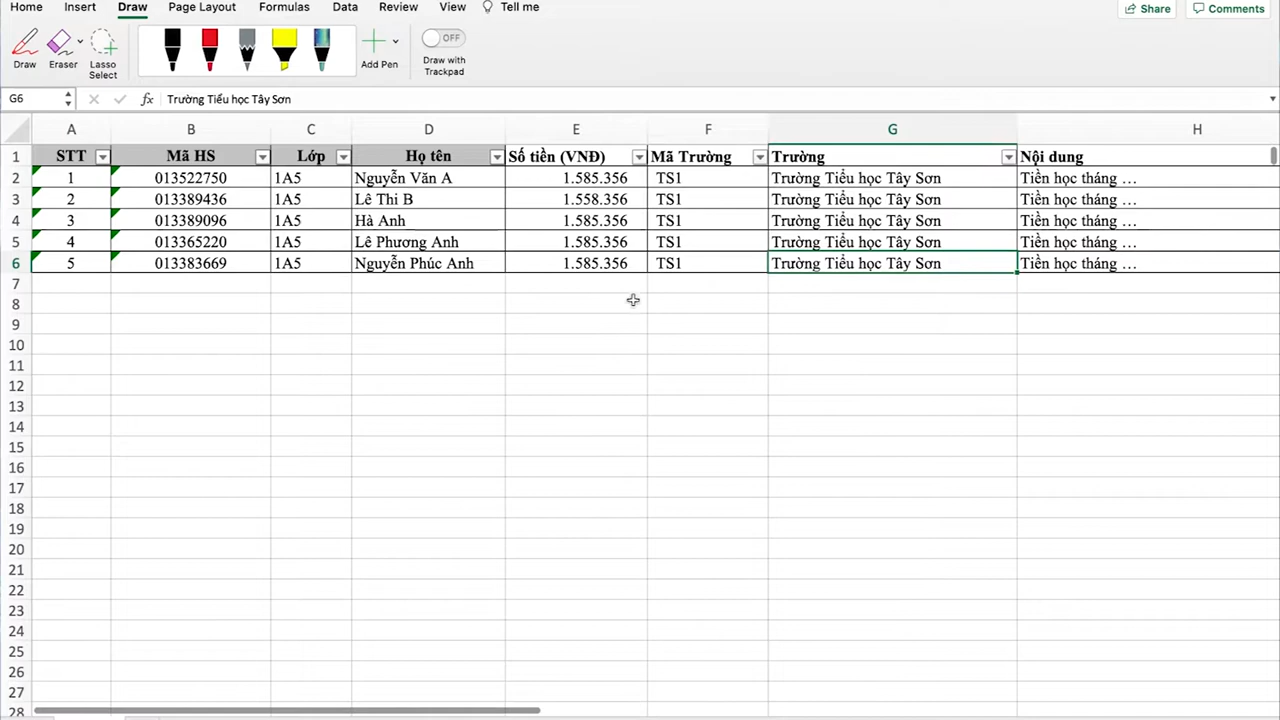 Home Insert Draw Page Layout Formulas Data Review View Tell me Share Comments
OFF
Draw Eraser Lasso Select Add Pen Draw with Trackpad
G6 fx Trường Tiểu học Tây Sơn
A B C D E F G H
1 STT Mã HS Lớp Họ tên Số tiền (VNĐ) Mã Trường Trường Nội dung
2 1 013522750 1A5 Nguyễn Văn A 1.585.356 TS1 Trường Tiểu học Tây Sơn Tiền học tháng …
3 2 013389436 1A5 Lê Thi B 1.558.356 TS1 Trường Tiểu học Tây Sơn Tiền học tháng …
4 3 013389096 1A5 Hà Anh 1.585.356 TS1 Trường Tiểu học Tây Sơn Tiền học tháng …
5 4 013365220 1A5 Lê Phương Anh 1.585.356 TS1 Trường Tiểu học Tây Sơn Tiền học tháng …
6 5 013383669 1A5 Nguyễn Phúc Anh 1.585.356 TS1 Trường Tiểu học Tây Sơn Tiền học tháng …
7
8
9
10
11
12
13
14
15
16
17
18
19
20
21
22
23
24
25
26
27
28